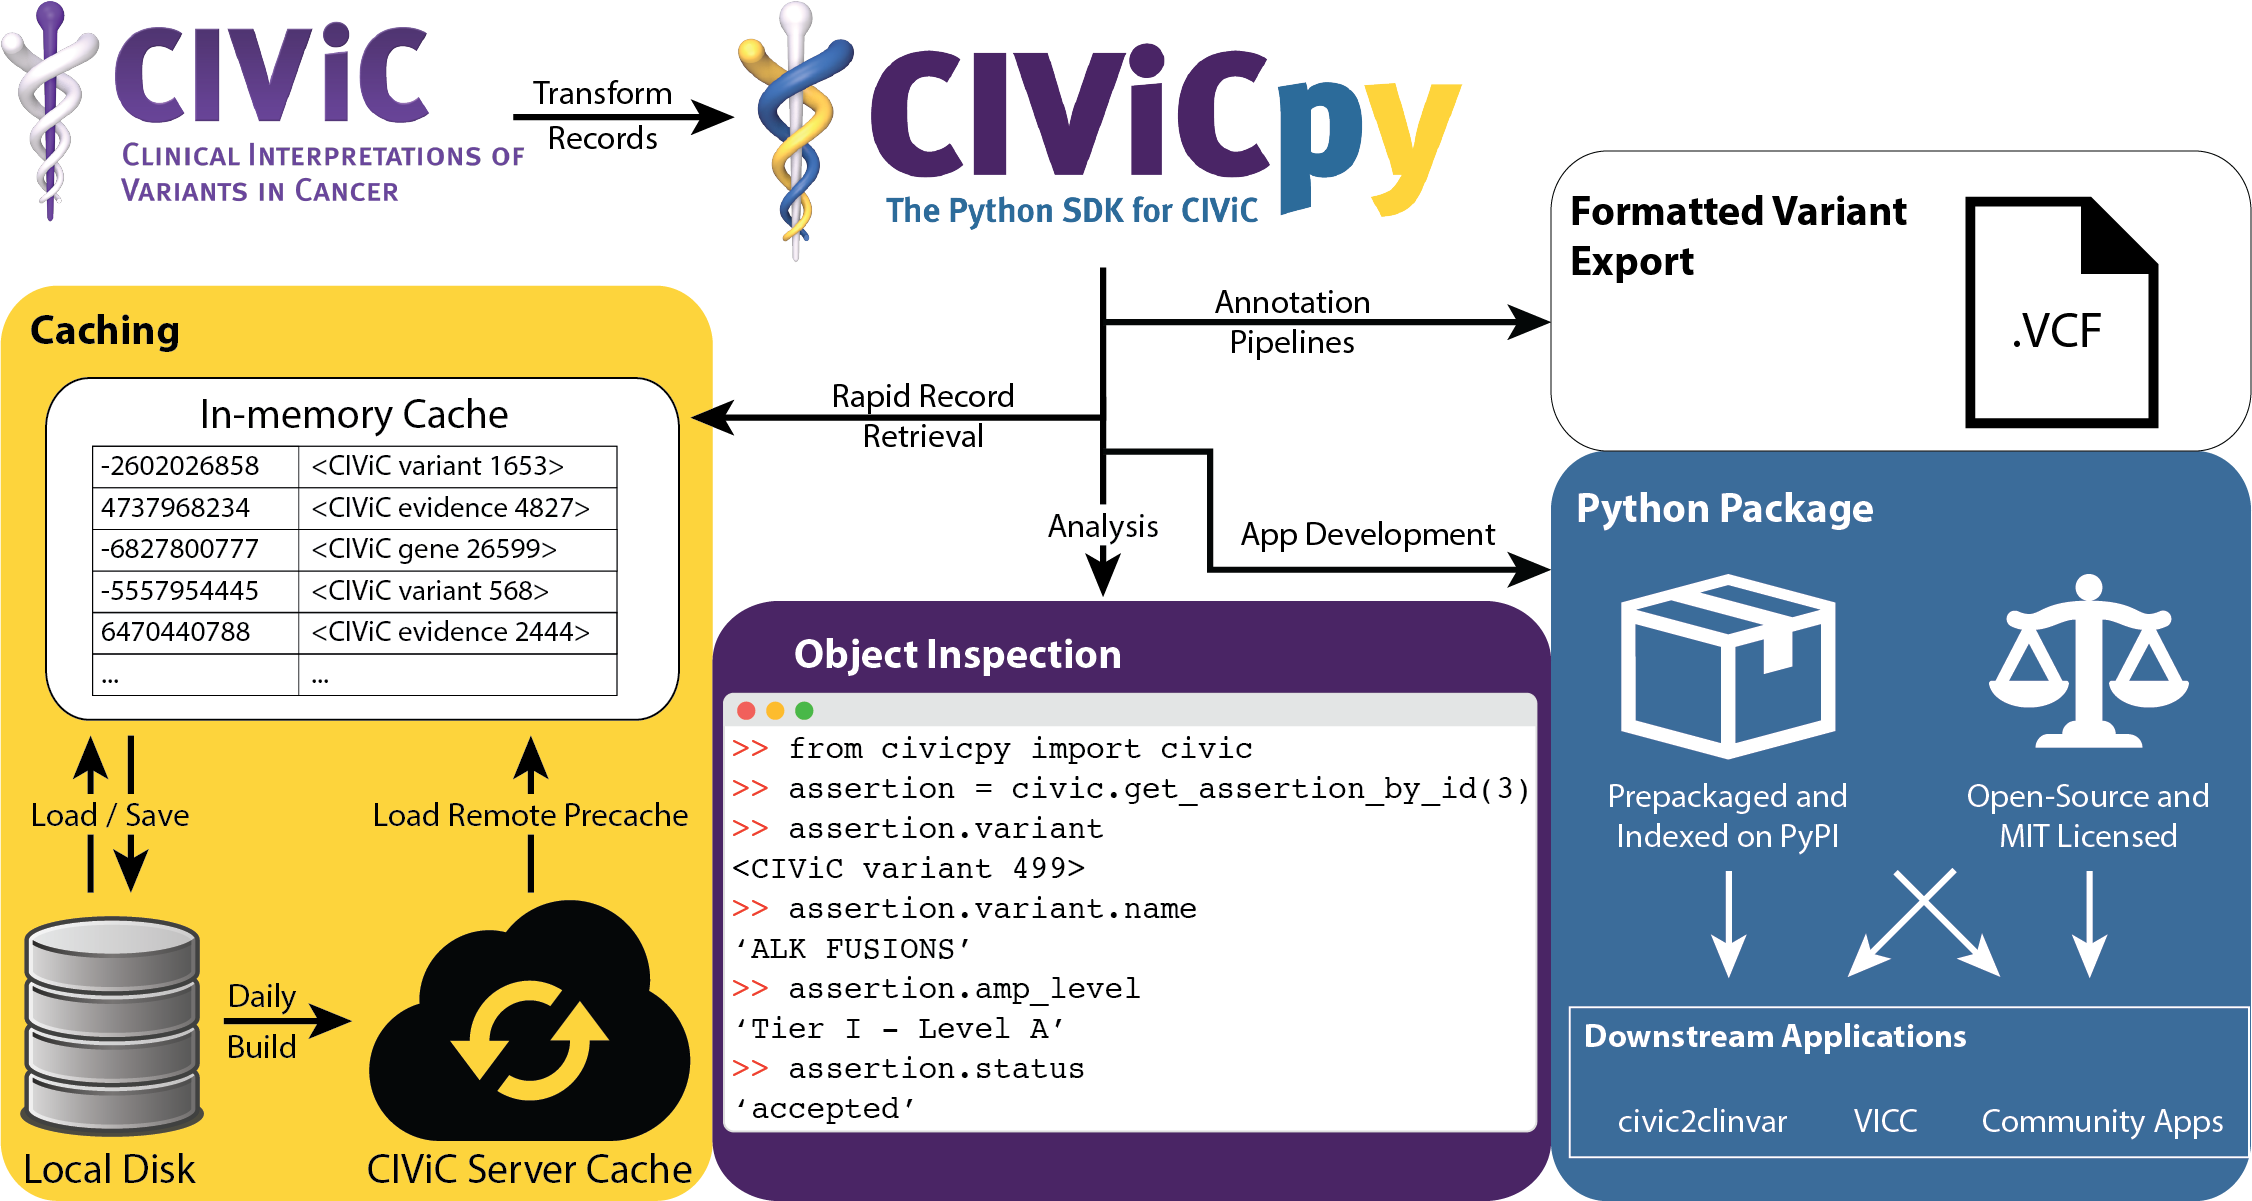 CIViC
CLINICAL INTERPRETATIONS OF
VARIANTS IN CANCER
Transform
Records
CIViCpy
The Python SDK for CIViC
Formatted Variant
Export
.VCF
Annotation
Pipelines
Rapid Record
Retrieval
Analysis
App Development
Caching
In-memory Cache
-2602026858 <CIViC variant 1653>
4737968234 <CIViC evidence 4827>
-6827800777 <CIViC gene 26599>
-5557954445 <CIViC variant 568>
6470440788 <CIViC evidence 2444>
... ...
Load / Save
Load Remote Precache
Daily
Build
Local Disk
CIViC Server Cache
Object Inspection
>> from civicpy import civic
>> assertion = civic.get_assertion_by_id(3)
>> assertion.variant
<CIViC variant 499>
>> assertion.variant.name
‘ALK FUSIONS’
>> assertion.amp_level
‘Tier I – Level A’
>> assertion.status
‘accepted’
Python Package
Prepackaged and
Indexed on PyPI
Open-Source and
MIT Licensed
Downstream Applications
civic2clinvar VICC Community Apps